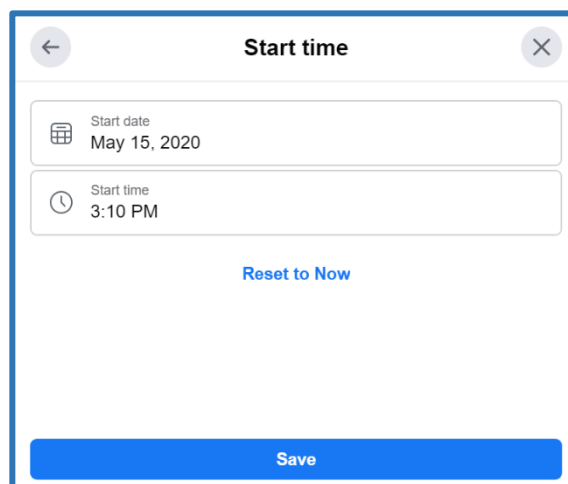 Start time
Start date
May 15, 2020
Start time
3:10 PM
Reset to Now
Save